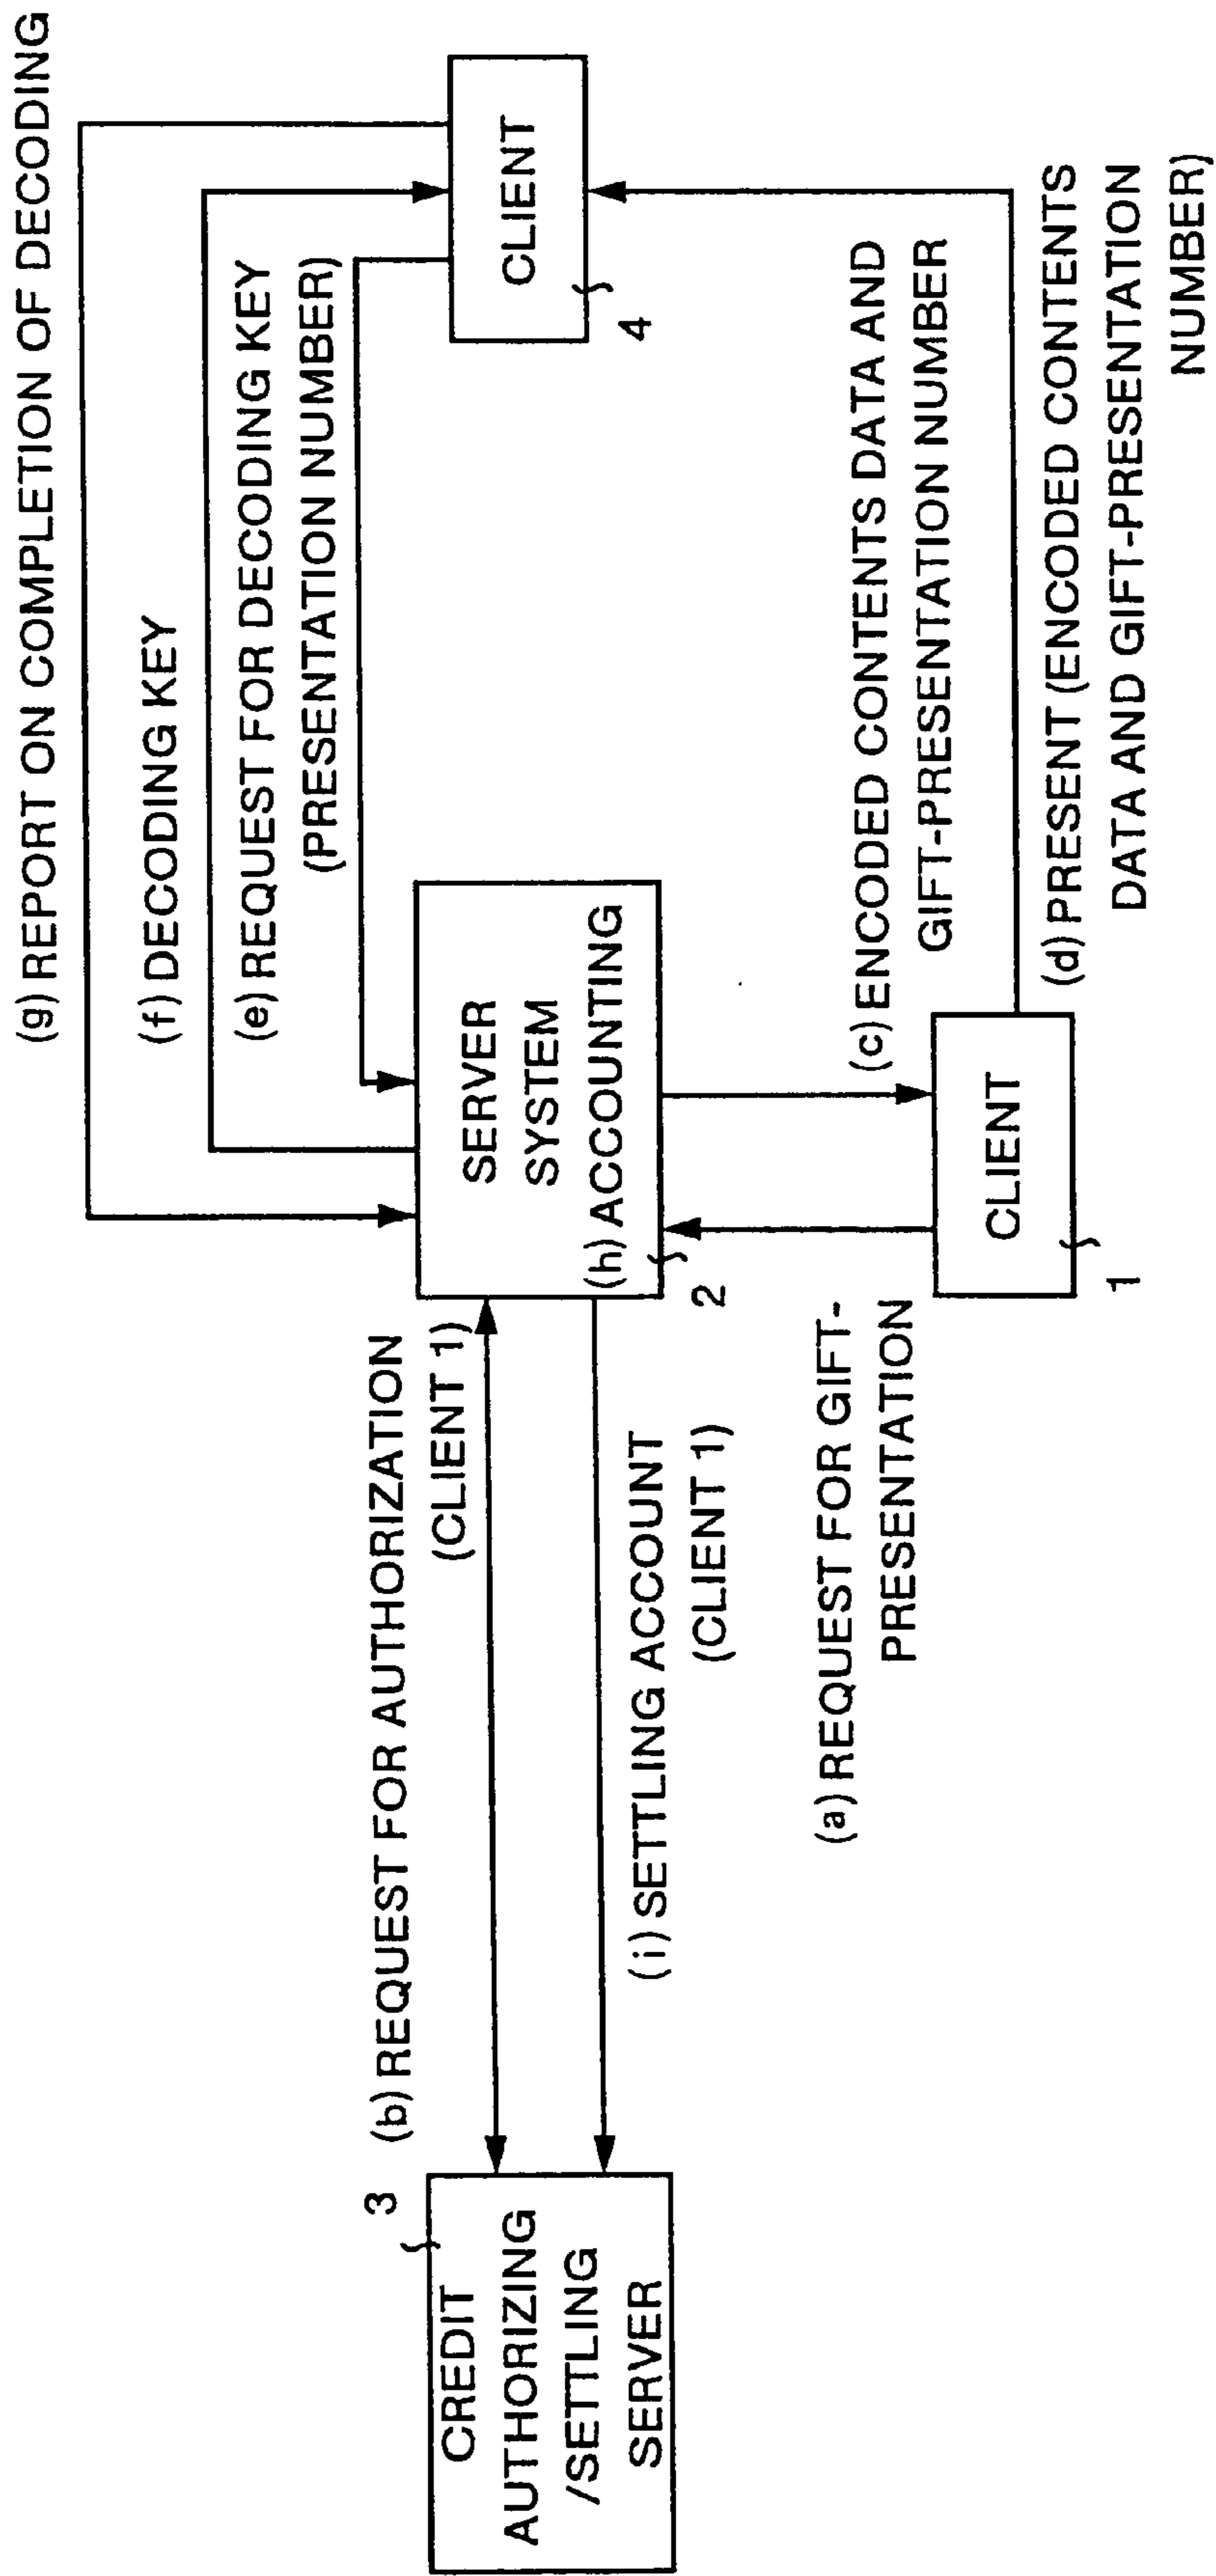 (g) REPORT ON COMPLETION OF DECODING
(f) DECODING KEY
(e) REQUEST FOR DECODING KEY
(PRESENTATION NUMBER)
(b) REQUEST FOR AUTHORIZATION
(CLIENT 1)
3
CREDIT
AUTHORIZING
/SETTLING
SERVER
SERVER
SYSTEM
(h) ACCOUNTING
2
CLIENT
4
(i) SETTLING ACCOUNT
(CLIENT 1)
(a) REQUEST FOR GIFT-
PRESENTATION
(c) ENCODED CONTENTS DATA AND
GIFT-PRESENTATION NUMBER
CLIENT
1
(d) PRESENT (ENCODED CONTENTS
DATA AND GIFT-PRESENTATION
NUMBER)